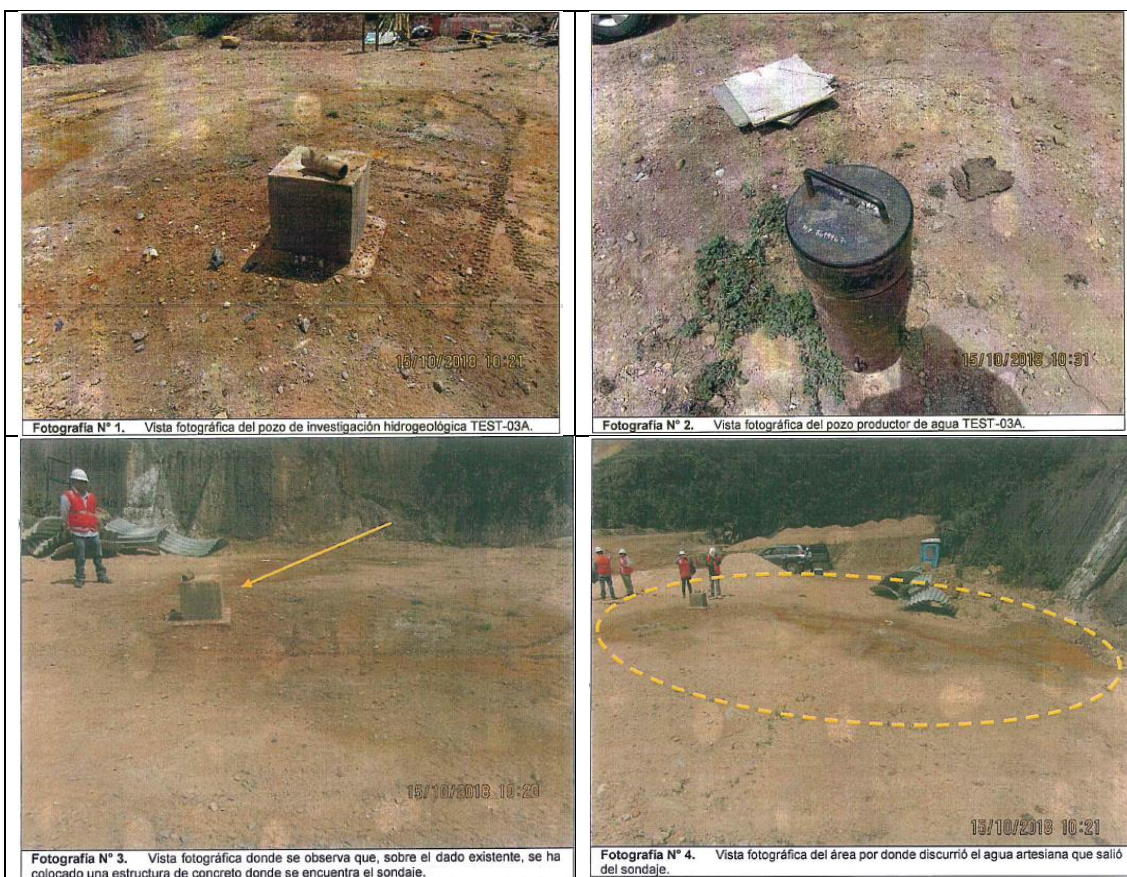 15/10/2018 10:21
Fotografía N° 1. Vista fotográfica del pozo de investigación hidrogeológica TEST-03A.
15/10/2018 10:31
Fotografía N° 2. Vista fotográfica del pozo productor de agua TEST-03A.
15/10/2018 10:20
Fotografía N° 3. Vista fotográfica donde se observa que, sobre el dado existente, se ha
colocado una estructura de concreto donde se encuentra el sondaje.
15/10/2018 10:21
Fotografía N° 4. Vista fotográfica del área por donde discurrió el agua artesiana que salió
del sondaje.